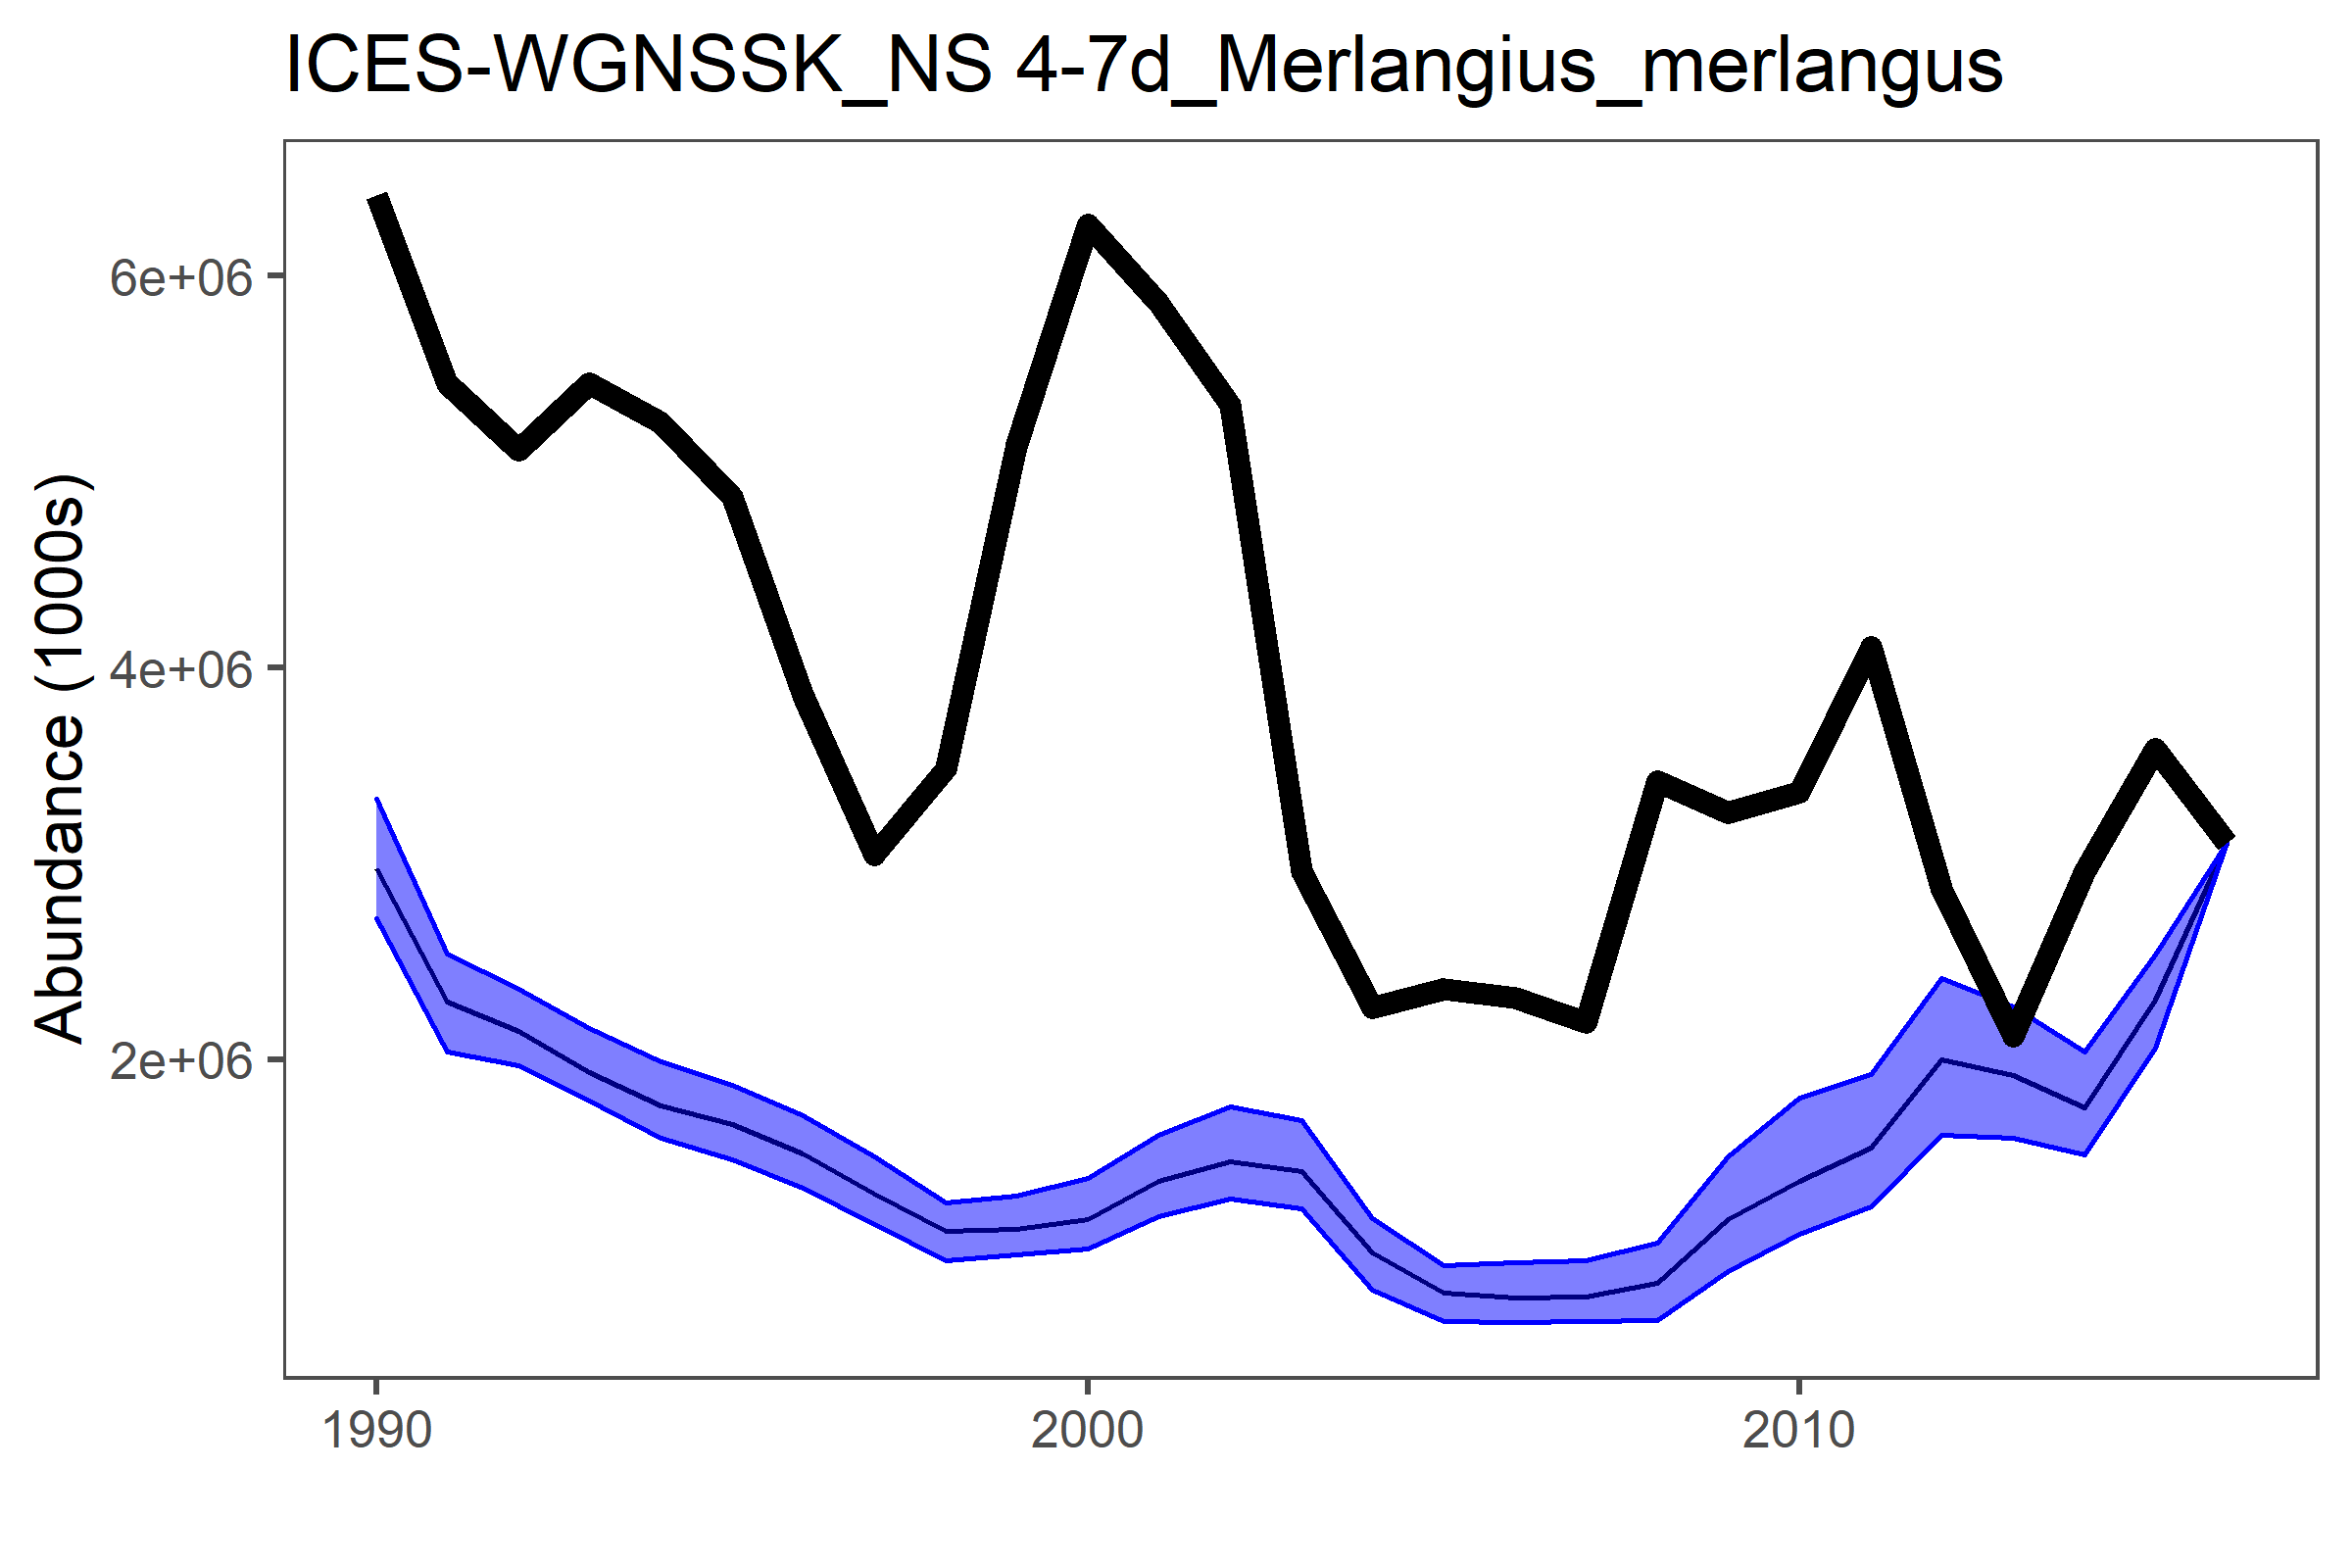 ICES-WGNSSK_NS 4-7d_Merlangius_merlangus
Abundance (1000s)
6e+06
4e+06
2e+06
1990
2000
2010